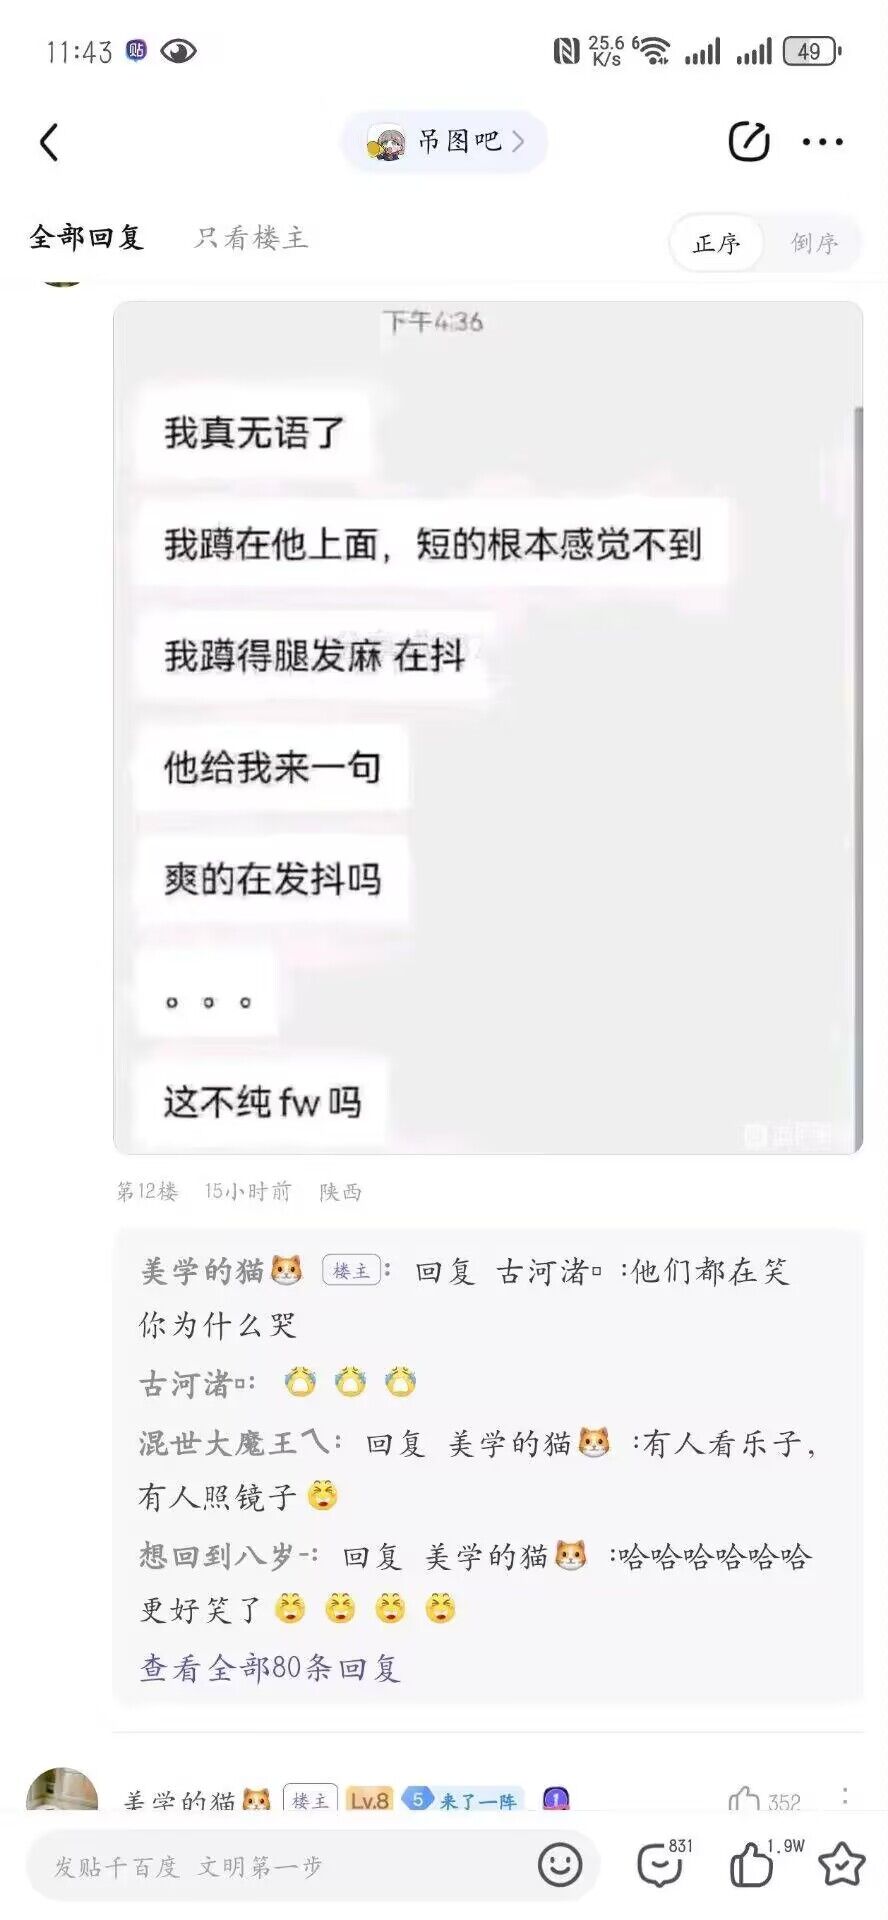 11:43 贴 25.6 K/s 6 49
吊图吧
全部回复 只看楼主 正序 倒序
下午4:36
我真无语了
我蹲在他上面，短的根本感觉不到
我蹲得腿发麻 在抖
他给我来一句
爽的在发抖吗
。。。
这不纯fw吗
第12楼 15小时前 陕西
美学的猫🐱 楼主: 回复 古河渚▫ :他们都在笑
你为什么哭
古河渚▫: 😭 😭 😭
混世大魔王乀: 回复 美学的猫🐱 :有人看乐子，
有人照镜子😆
想回到八岁-: 回复 美学的猫🐱 :哈哈哈哈哈哈
更好笑了😆 😆 😆 😆
查看全部80条回复
美学的猫🐱 楼主 Lv.8 5 来了一阵 1 352
发贴千百度 文明第一步 831 1.9W